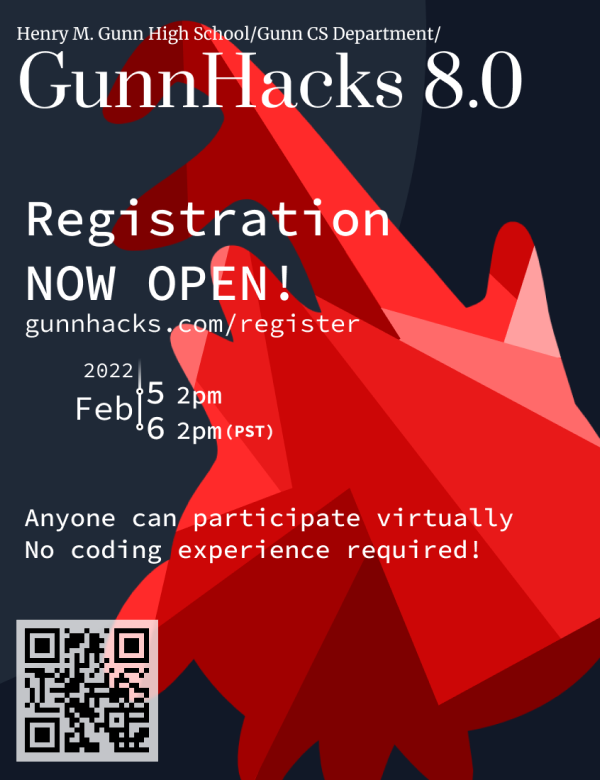 Henry M. Gunn High School/Gunn CS Department/
GunnHacks 8.0
Registration
NOW OPEN!
gunnhacks.com/register
2022
Feb
5 2pm
6 2pm(PST)
Anyone can participate virtually
No coding experience required!